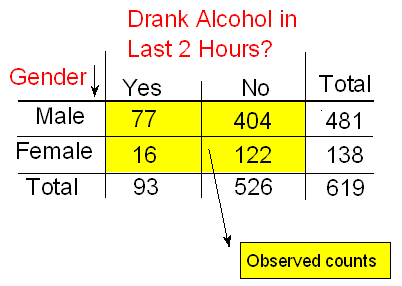 Drank Alcohol in
Last 2 Hours?
Gender
Yes No Total
Male 77 404 481
Female 16 122 138
Total 93 526 619
Observed counts